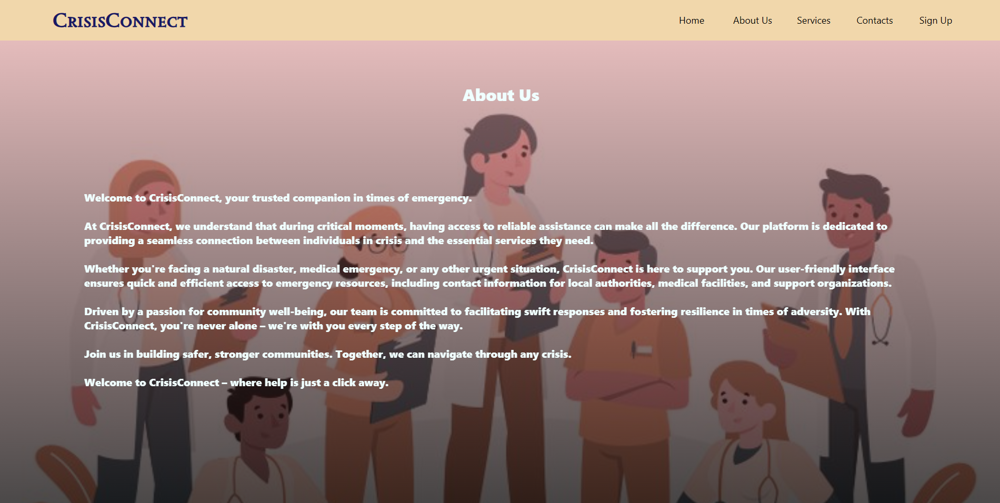 CrisisConnect
Home
About Us
Services
Contacts
Sign Up
About Us
Welcome to CrisisConnect, your trusted companion in times of emergency.
At CrisisConnect, we understand that during critical moments, having access to reliable assistance can make all the difference. Our platform is dedicated to
providing a seamless connection between individuals in crisis and the essential services they need.
Whether you're facing a natural disaster, medical emergency, or any other urgent situation, CrisisConnect is here to support you. Our user-friendly interface
ensures quick and efficient access to emergency resources, including contact information for local authorities, medical facilities, and support organizations.
Driven by a passion for community well-being, our team is committed to facilitating swift responses and fostering resilience in times of adversity. With
CrisisConnect, you're never alone – we're with you every step of the way.
Join us in building safer, stronger communities. Together, we can navigate through any crisis.
Welcome to CrisisConnect – where help is just a click away.